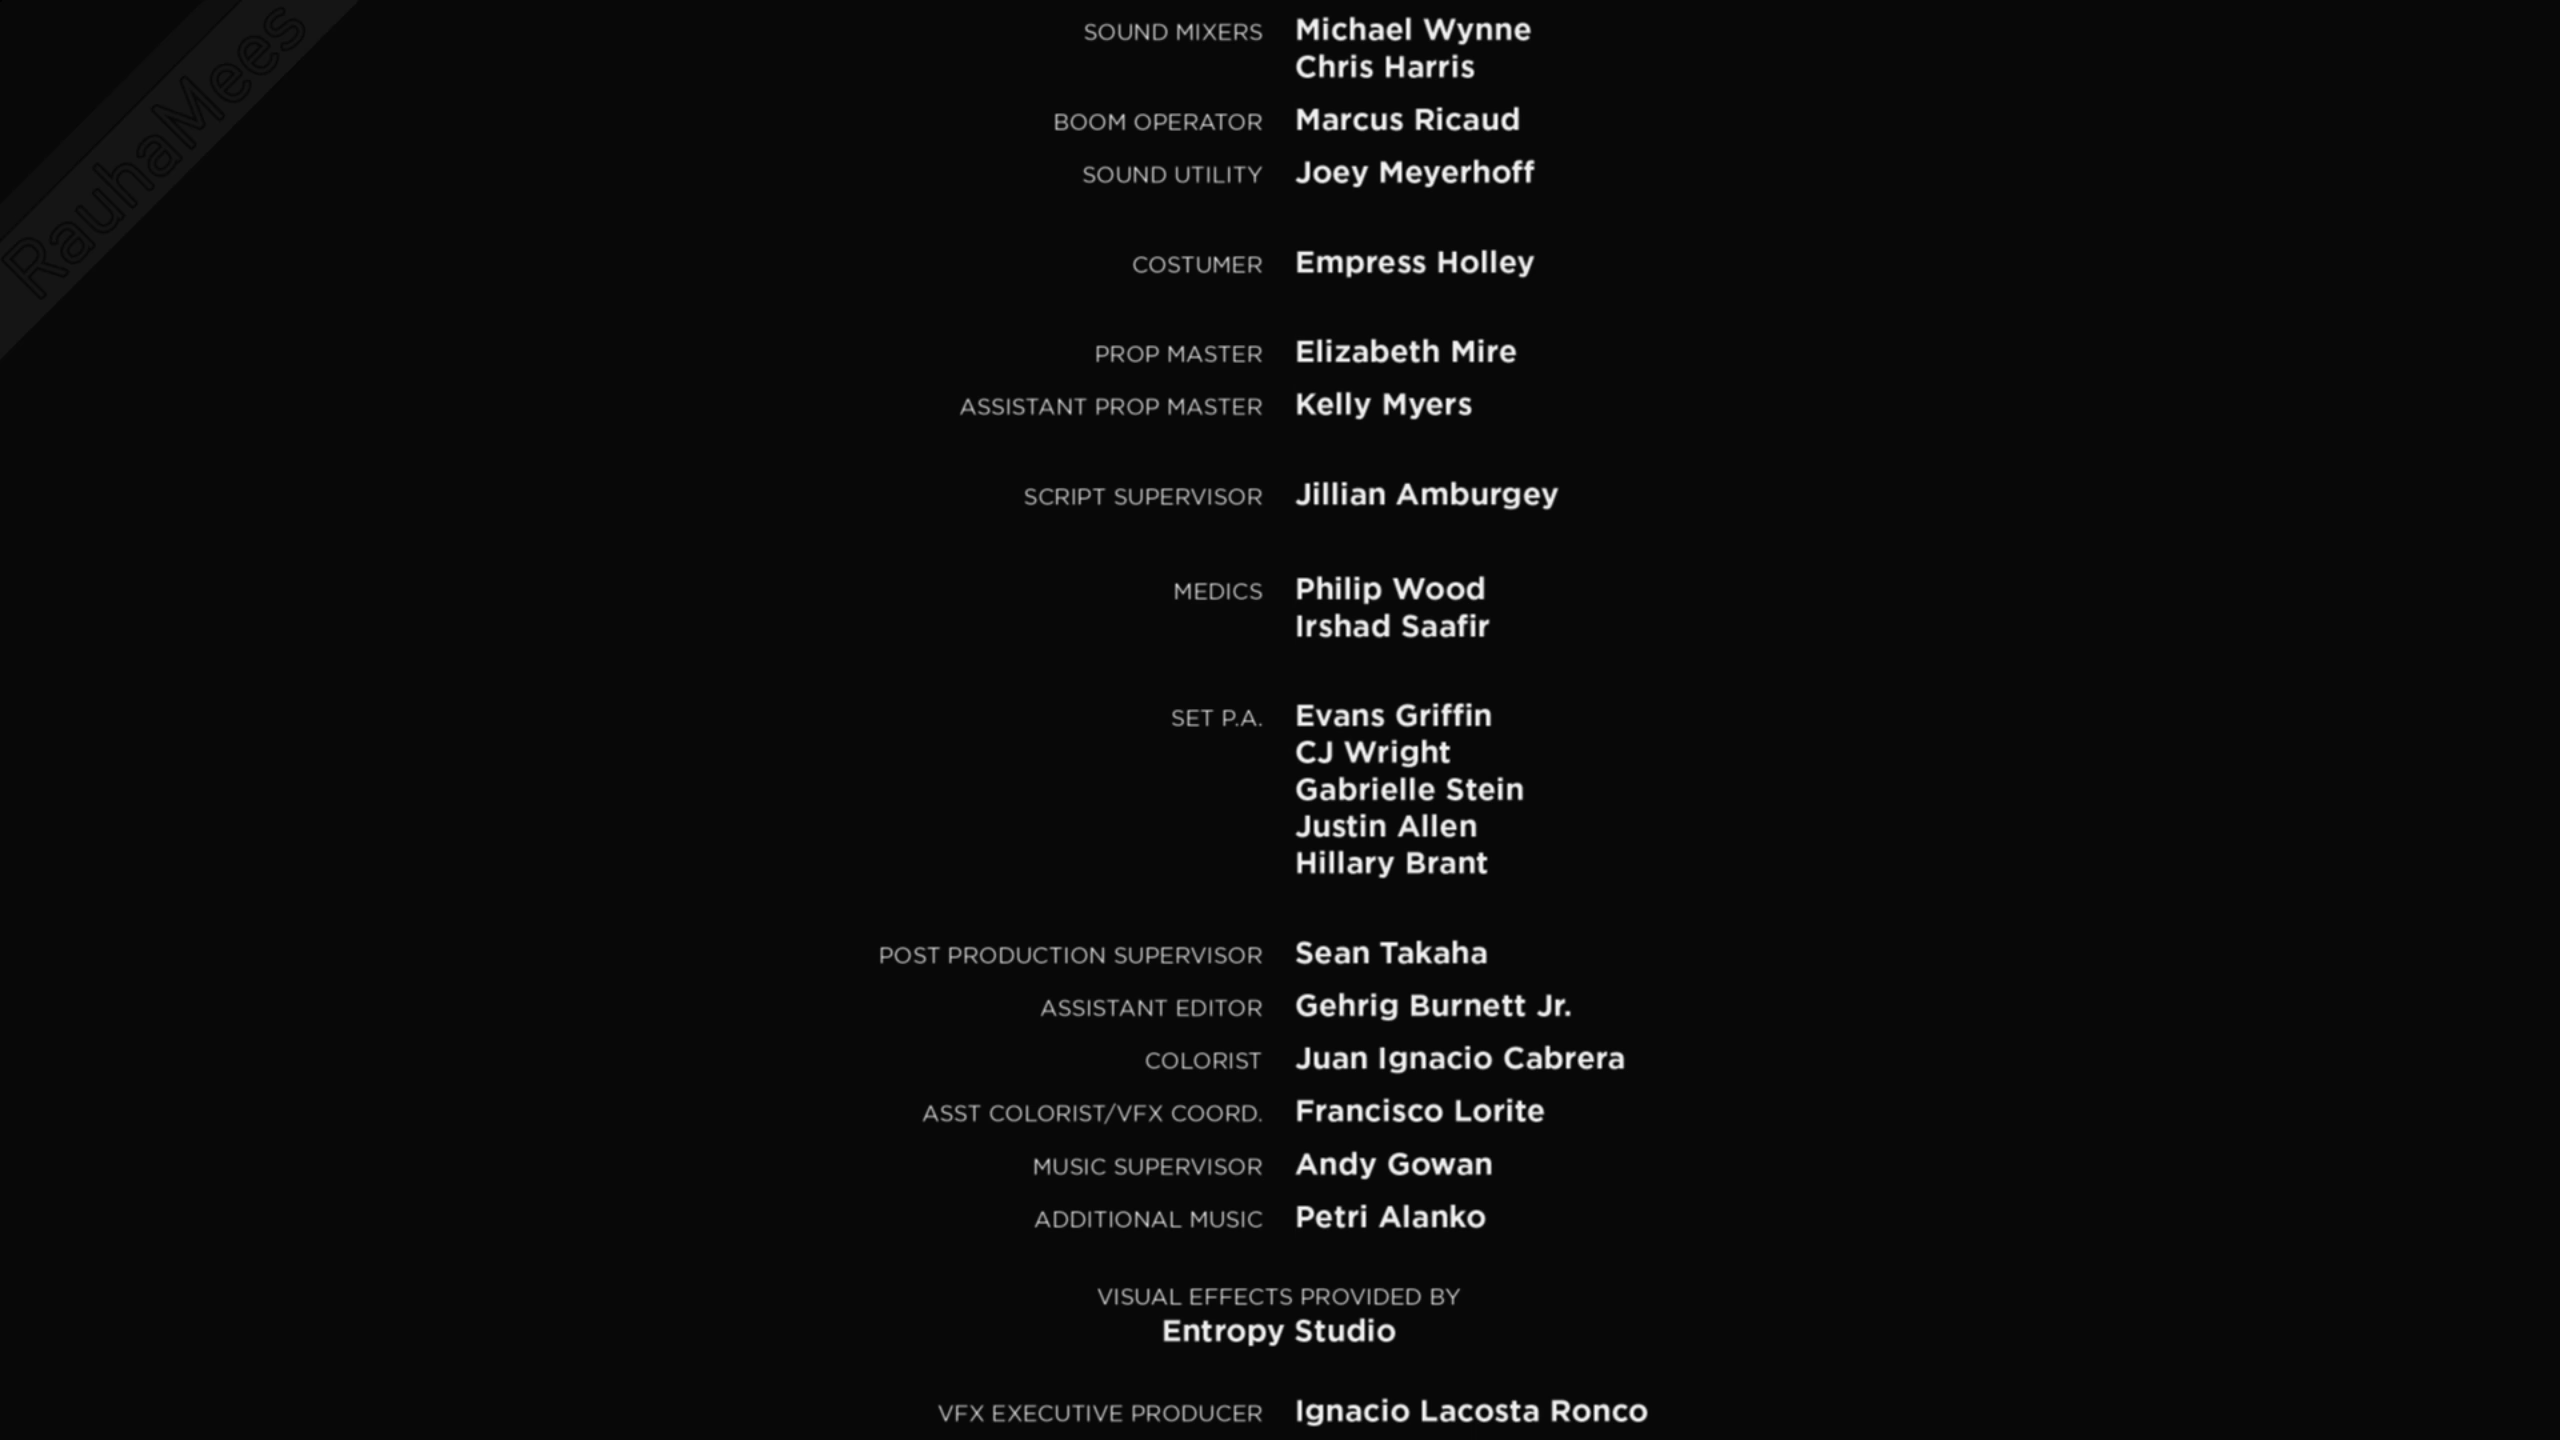 RauhaMees
SOUND MIXERS Michael Wynne
Chris Harris
BOOM OPERATOR Marcus Ricaud
SOUND UTILITY Joey Meyerhoff
COSTUMER Empress Holley
PROP MASTER Elizabeth Mire
ASSISTANT PROP MASTER Kelly Myers
SCRIPT SUPERVISOR Jillian Amburgey
MEDICS Philip Wood
Irshad Saafir
SET P.A. Evans Griffin
CJ Wright
Gabrielle Stein
Justin Allen
Hillary Brant
POST PRODUCTION SUPERVISOR Sean Takaha
ASSISTANT EDITOR Gehrig Burnett Jr.
COLORIST Juan Ignacio Cabrera
ASST COLORIST/VFX COORD. Francisco Lorite
MUSIC SUPERVISOR Andy Gowan
ADDITIONAL MUSIC Petri Alanko
VISUAL EFFECTS PROVIDED BY
Entropy Studio
VFX EXECUTIVE PRODUCER Ignacio Lacosta Ronco